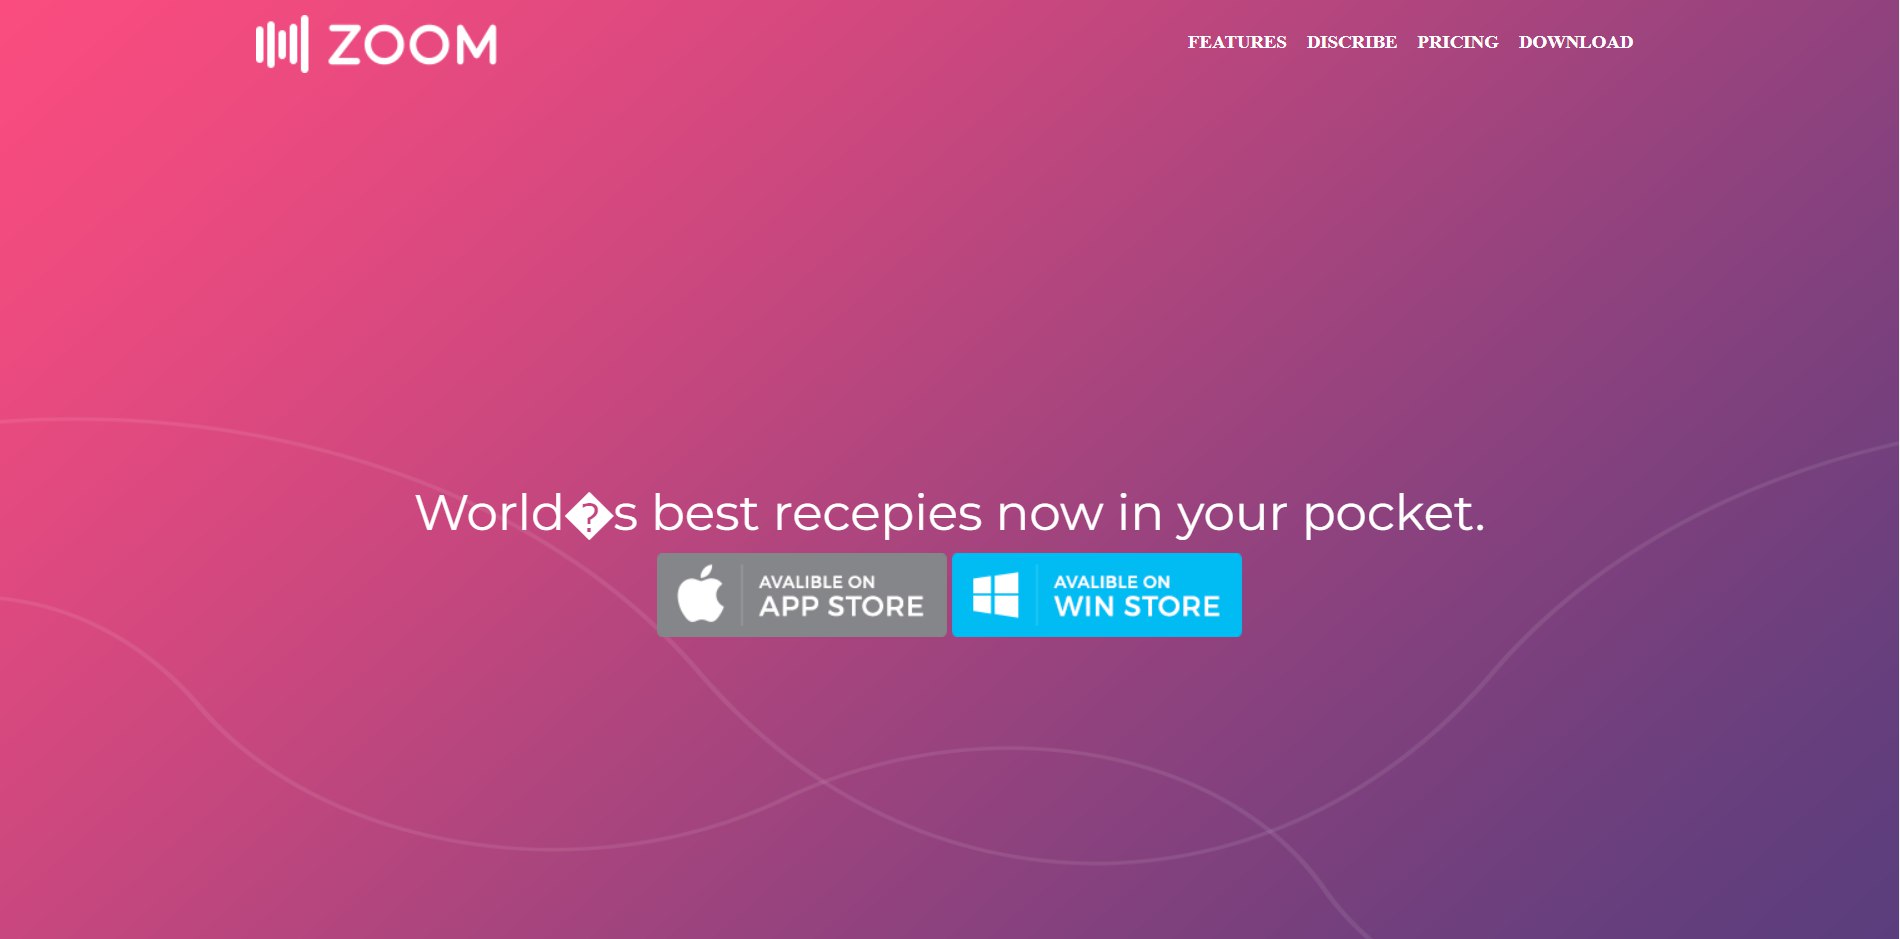 ZOOM
FEATURES DISCRIBE PRICING DOWNLOAD
World�s best recepies now in your pocket.
AVALIBLE ON
APP STORE
AVALIBLE ON
WIN STORE